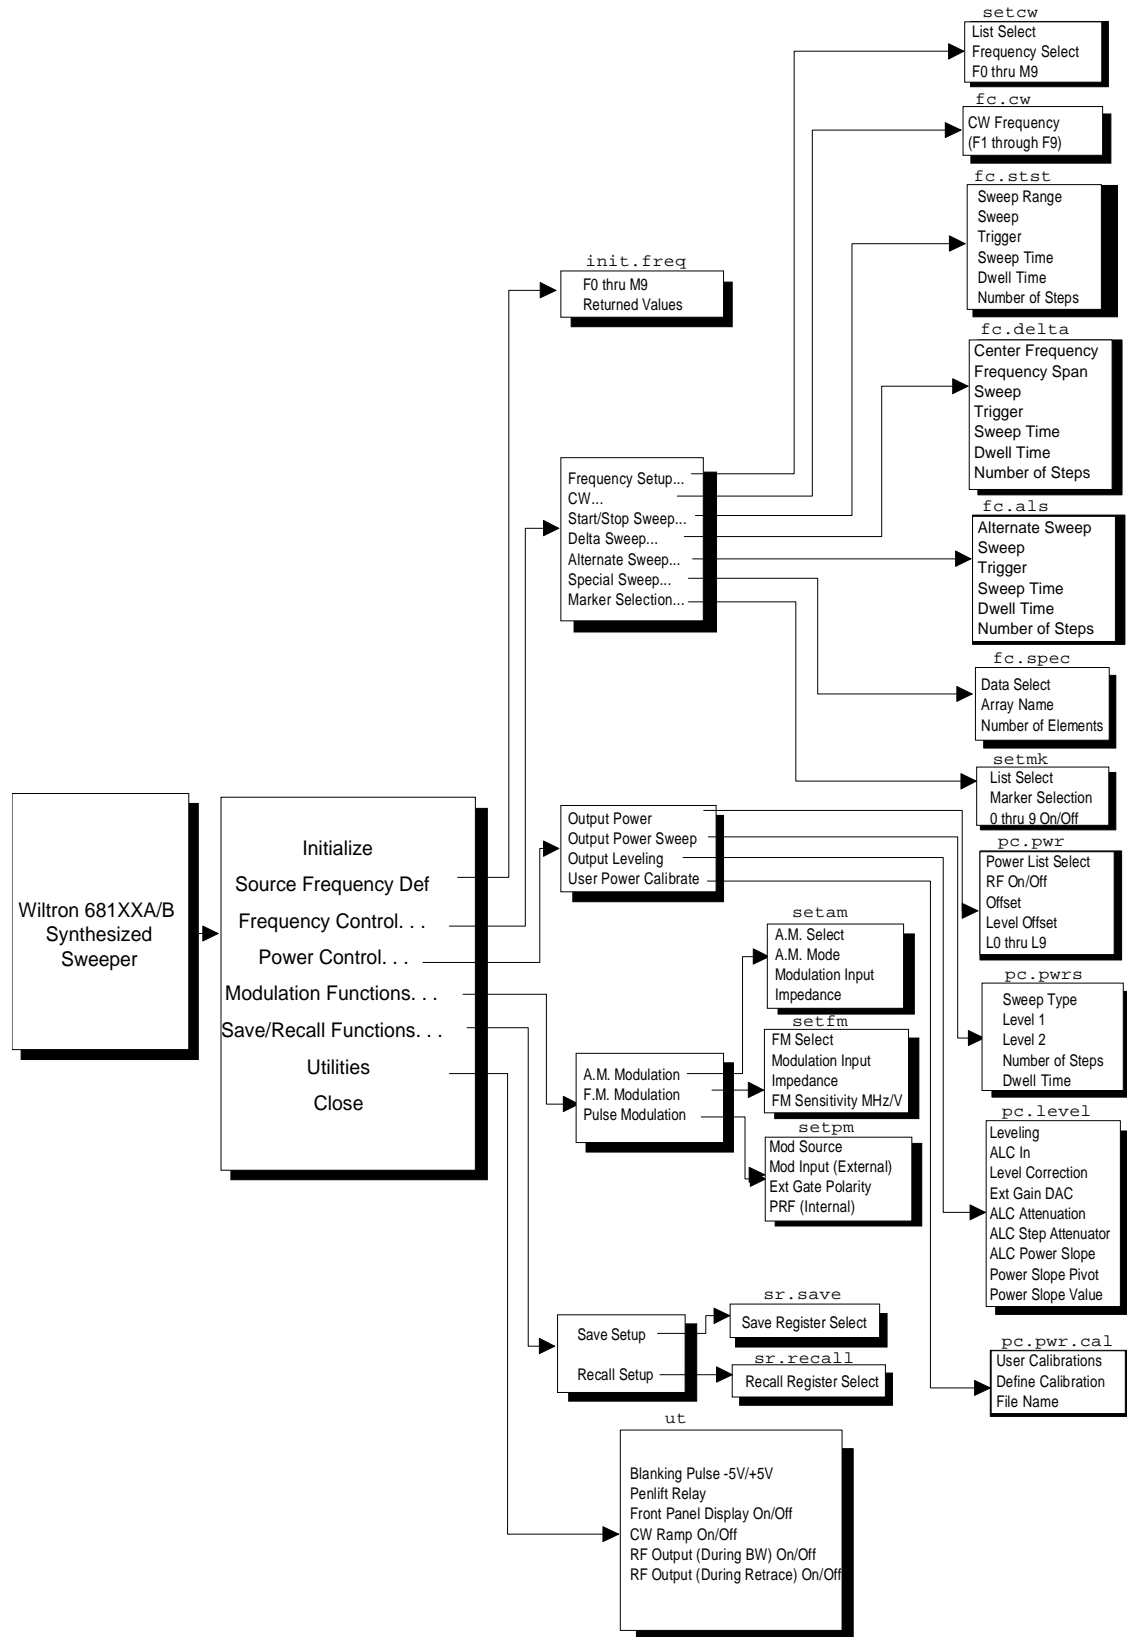 setcw
List Select
Frequency Select
F0 thru M9
fc.cw
CW Frequency
(F1 through F9)
fc.stst
Sweep Range
Sweep
Trigger
Sweep Time
Dwell Time
Number of Steps
init.freq
F0 thru M9
Returned Values
fc.delta
Center Frequency
Frequency Span
Sweep
Trigger
Sweep Time
Dwell Time
Number of Steps
Frequency Setup...
CW...
Start/Stop Sweep...
Delta Sweep...
Alternate Sweep...
Special Sweep...
Marker Selection...
fc.als
Alternate Sweep
Sweep
Trigger
Sweep Time
Dwell Time
Number of Steps
fc.spec
Data Select
Array Name
Number of Elements
setmk
List Select
Marker Selection
0 thru 9 On/Off
Wiltron 681XXA/B
Synthesized
Sweeper
Initialize
Source Frequency Def
Frequency Control. . .
Power Control. . .
Modulation Functions. . .
Save/Recall Functions. . .
Utilities
Close
Output Power
Output Power Sweep
Output Leveling
User Power Calibrate
pc.pwr
Power List Select
RF On/Off
Offset
Level Offset
L0 thru L9
setam
A.M. Select
A.M. Mode
Modulation Input
Impedance
pc.pwrs
Sweep Type
Level 1
Level 2
Number of Steps
Dwell Time
setfm
FM Select
Modulation Input
Impedance
FM Sensitivity MHz/V
A.M. Modulation
F.M. Modulation
Pulse Modulation
setpm
Mod Source
Mod Input (External)
Ext Gate Polarity
PRF (Internal)
pc.level
Leveling
ALC In
Level Correction
Ext Gain DAC
ALC Attenuation
ALC Step Attenuator
ALC Power Slope
Power Slope Pivot
Power Slope Value
Save Setup
Recall Setup
sr.save
Save Register Select
sr.recall
Recall Register Select
pc.pwr.cal
User Calibrations
Define Calibration
File Name
ut
Blanking Pulse -5V/+5V
Penlift Relay
Front Panel Display On/Off
CW Ramp On/Off
RF Output (During BW) On/Off
RF Output (During Retrace) On/Off